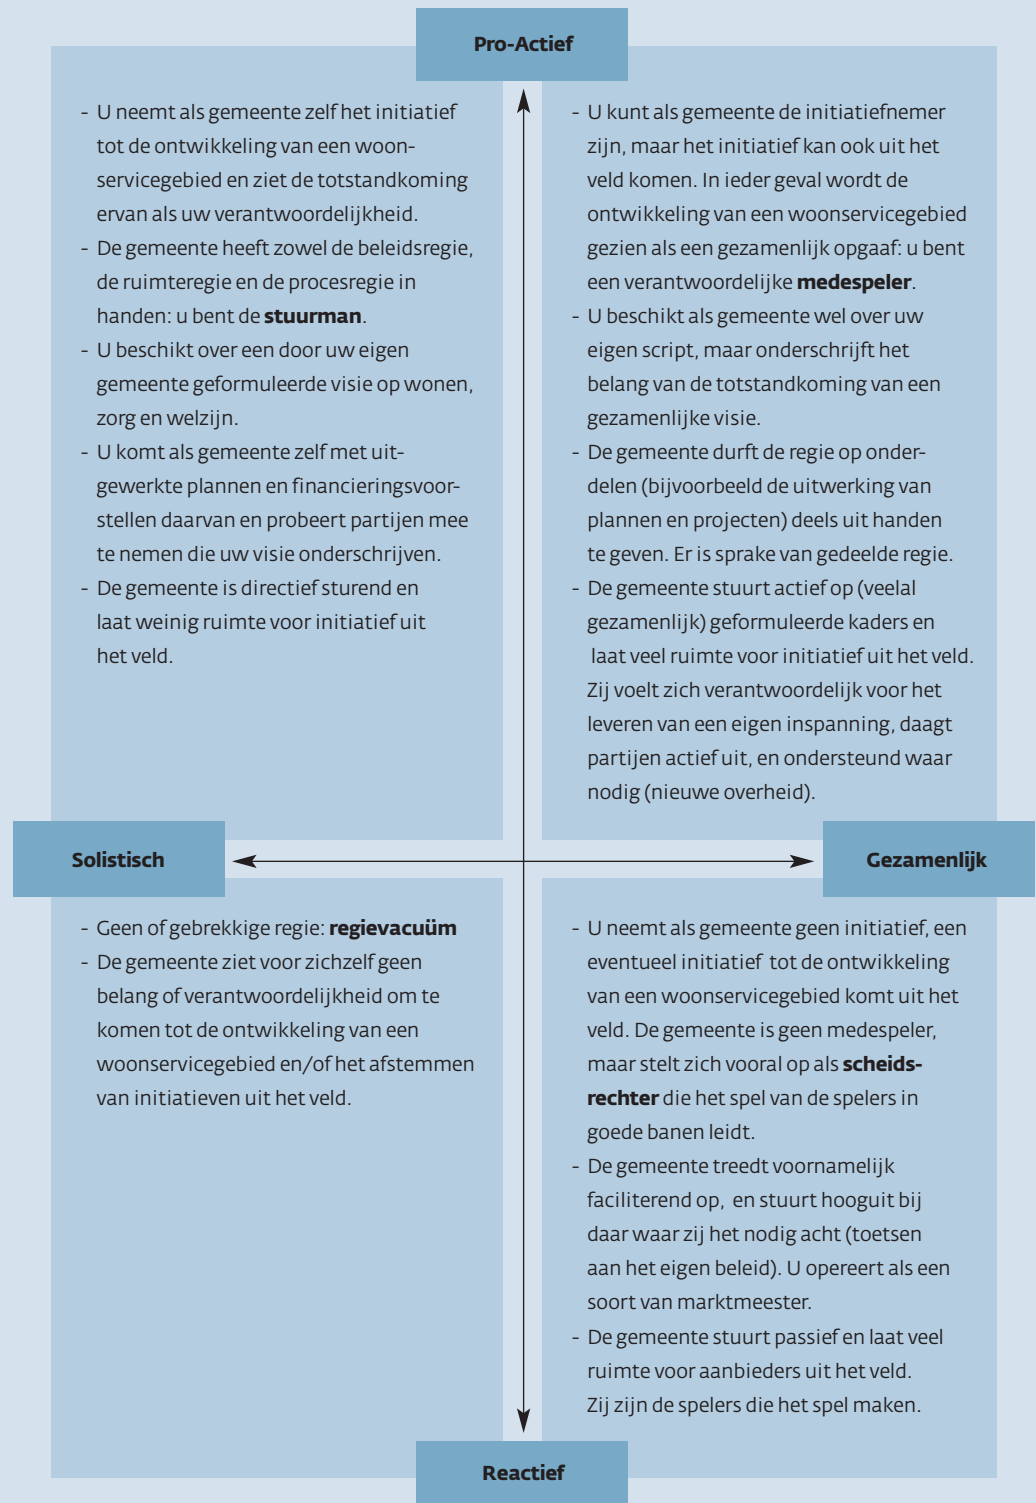 Pro-Actief
- U neemt als gemeente zelf het initiatief
tot de ontwikkeling van een woon-
servicegebied en ziet de totstandkoming
ervan als uw verantwoordelijkheid.
- De gemeente heeft zowel de beleidsregie,
de ruimteregie en de procesregie in
handen: u bent de stuurman.
- U beschikt over een door uw eigen
gemeente geformuleerde visie op wonen,
zorg en welzijn.
- U komt als gemeente zelf met uit-
gewerkte plannen en financieringsvoor-
stellen daarvan en probeert partijen mee
te nemen die uw visie onderschrijven.
- De gemeente is directief sturend en
laat weinig ruimte voor initiatief uit
het veld.
- U kunt als gemeente de initiatiefnemer
zijn, maar het initiatief kan ook uit het
veld komen. In ieder geval wordt de
ontwikkeling van een woonservicegebied
gezien als een gezamenlijk opgaaf: u bent
een verantwoordelijke medespeler.
- U beschikt als gemeente wel over uw
eigen script, maar onderschrijft het
belang van de totstandkoming van een
gezamenlijke visie.
- De gemeente durft de regie op onder-
delen (bijvoorbeeld de uitwerking van
plannen en projecten) deels uit handen
te geven. Er is sprake van gedeelde regie.
- De gemeente stuurt actief op (veelal
gezamenlijk) geformuleerde kaders en
laat veel ruimte voor initiatief uit het veld.
Zij voelt zich verantwoordelijk voor het
leveren van een eigen inspanning, daagt
partijen actief uit, en ondersteund waar
nodig (nieuwe overheid).
Solistisch
Gezamenlijk
- Geen of gebrekkige regie: regievacuüm
- De gemeente ziet voor zichzelf geen
belang of verantwoordelijkheid om te
komen tot de ontwikkeling van een
woonservicegebied en/of het afstemmen
van initiatieven uit het veld.
- U neemt als gemeente geen initiatief, een
eventueel initiatief tot de ontwikkeling
van een woonservicegebied komt uit het
veld. De gemeente is geen medespeler,
maar stelt zich vooral op als scheids-
rechter die het spel van de spelers in
goede banen leidt.
- De gemeente treedt voornamelijk
faciliterend op, en stuurt hooguit bij
daar waar zij het nodig acht (toetsen
aan het eigen beleid). U opereert als een
soort van marktmeester.
- De gemeente stuurt passief en laat veel
ruimte voor aanbieders uit het veld.
Zij zijn de spelers die het spel maken.
Reactief